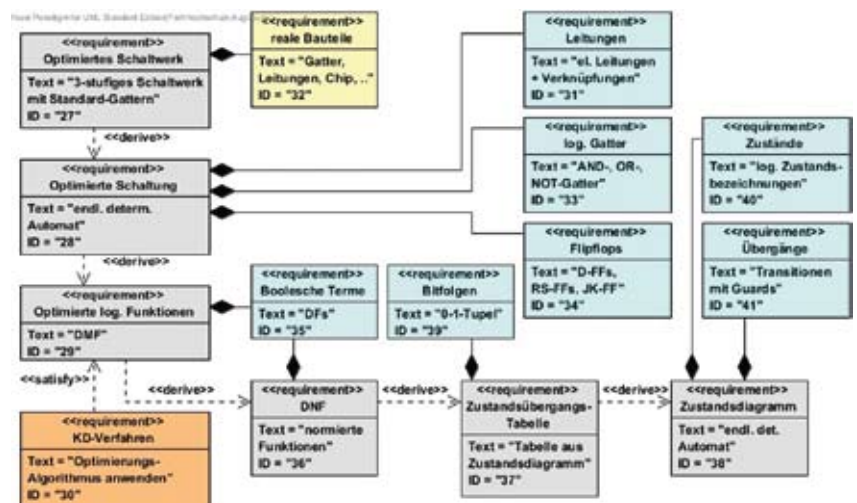 <<requirement>>
Optimiertes Schaltwerk
Text = "3-stufiges Schaltwerk
mit Standard-Gattern"
ID = "27"
<<requirement>>
reale Bauteile
Text = "Gatter,
Leitungen, Chip, .."
ID = "32"
<<requirement>>
Leitungen
Text = "el. Leitungen
+ Verknüpfungen"
ID = "31"
<<derive>>
<<requirement>>
Optimierte Schaltung
Text = "endl. determ.
Automat"
ID = "28"
<<requirement>>
log. Gatter
Text = "AND-, OR-,
NOT-Gatter"
ID = "33"
<<requirement>>
Zustände
Text = "log. Zustands-
bezeichnungen"
ID = "40"
<<derive>>
<<requirement>>
Flipflops
Text = "D-FFs,
RS-FFs, JK-FF"
ID = "34"
<<requirement>>
Übergänge
Text = "Transitionen
mit Guards"
ID = "41"
<<requirement>>
Optimierte log. Funktionen
Text = "DMF"
ID = "29"
<<requirement>>
Boolesche Terme
Text = "DFs"
ID = "35"
<<requirement>>
Bitfolgen
Text = "0-1-Tupel"
ID = "39"
<<satisfy>>
<<derive>>
<<derive>>
<<derive>>
<<requirement>>
KD-Verfahren
Text = "Optimierungs-
Algorithmus anwenden"
ID = "30"
<<requirement>>
DNF
Text = "normierte
Funktionen"
ID = "36"
<<requirement>>
Zustandsübergangs-
Tabelle
Text = "Tabelle aus
Zustandsdiagramm"
ID = "37"
<<requirement>>
Zustandsdiagramm
Text = "endl. det.
Automat"
ID = "38"